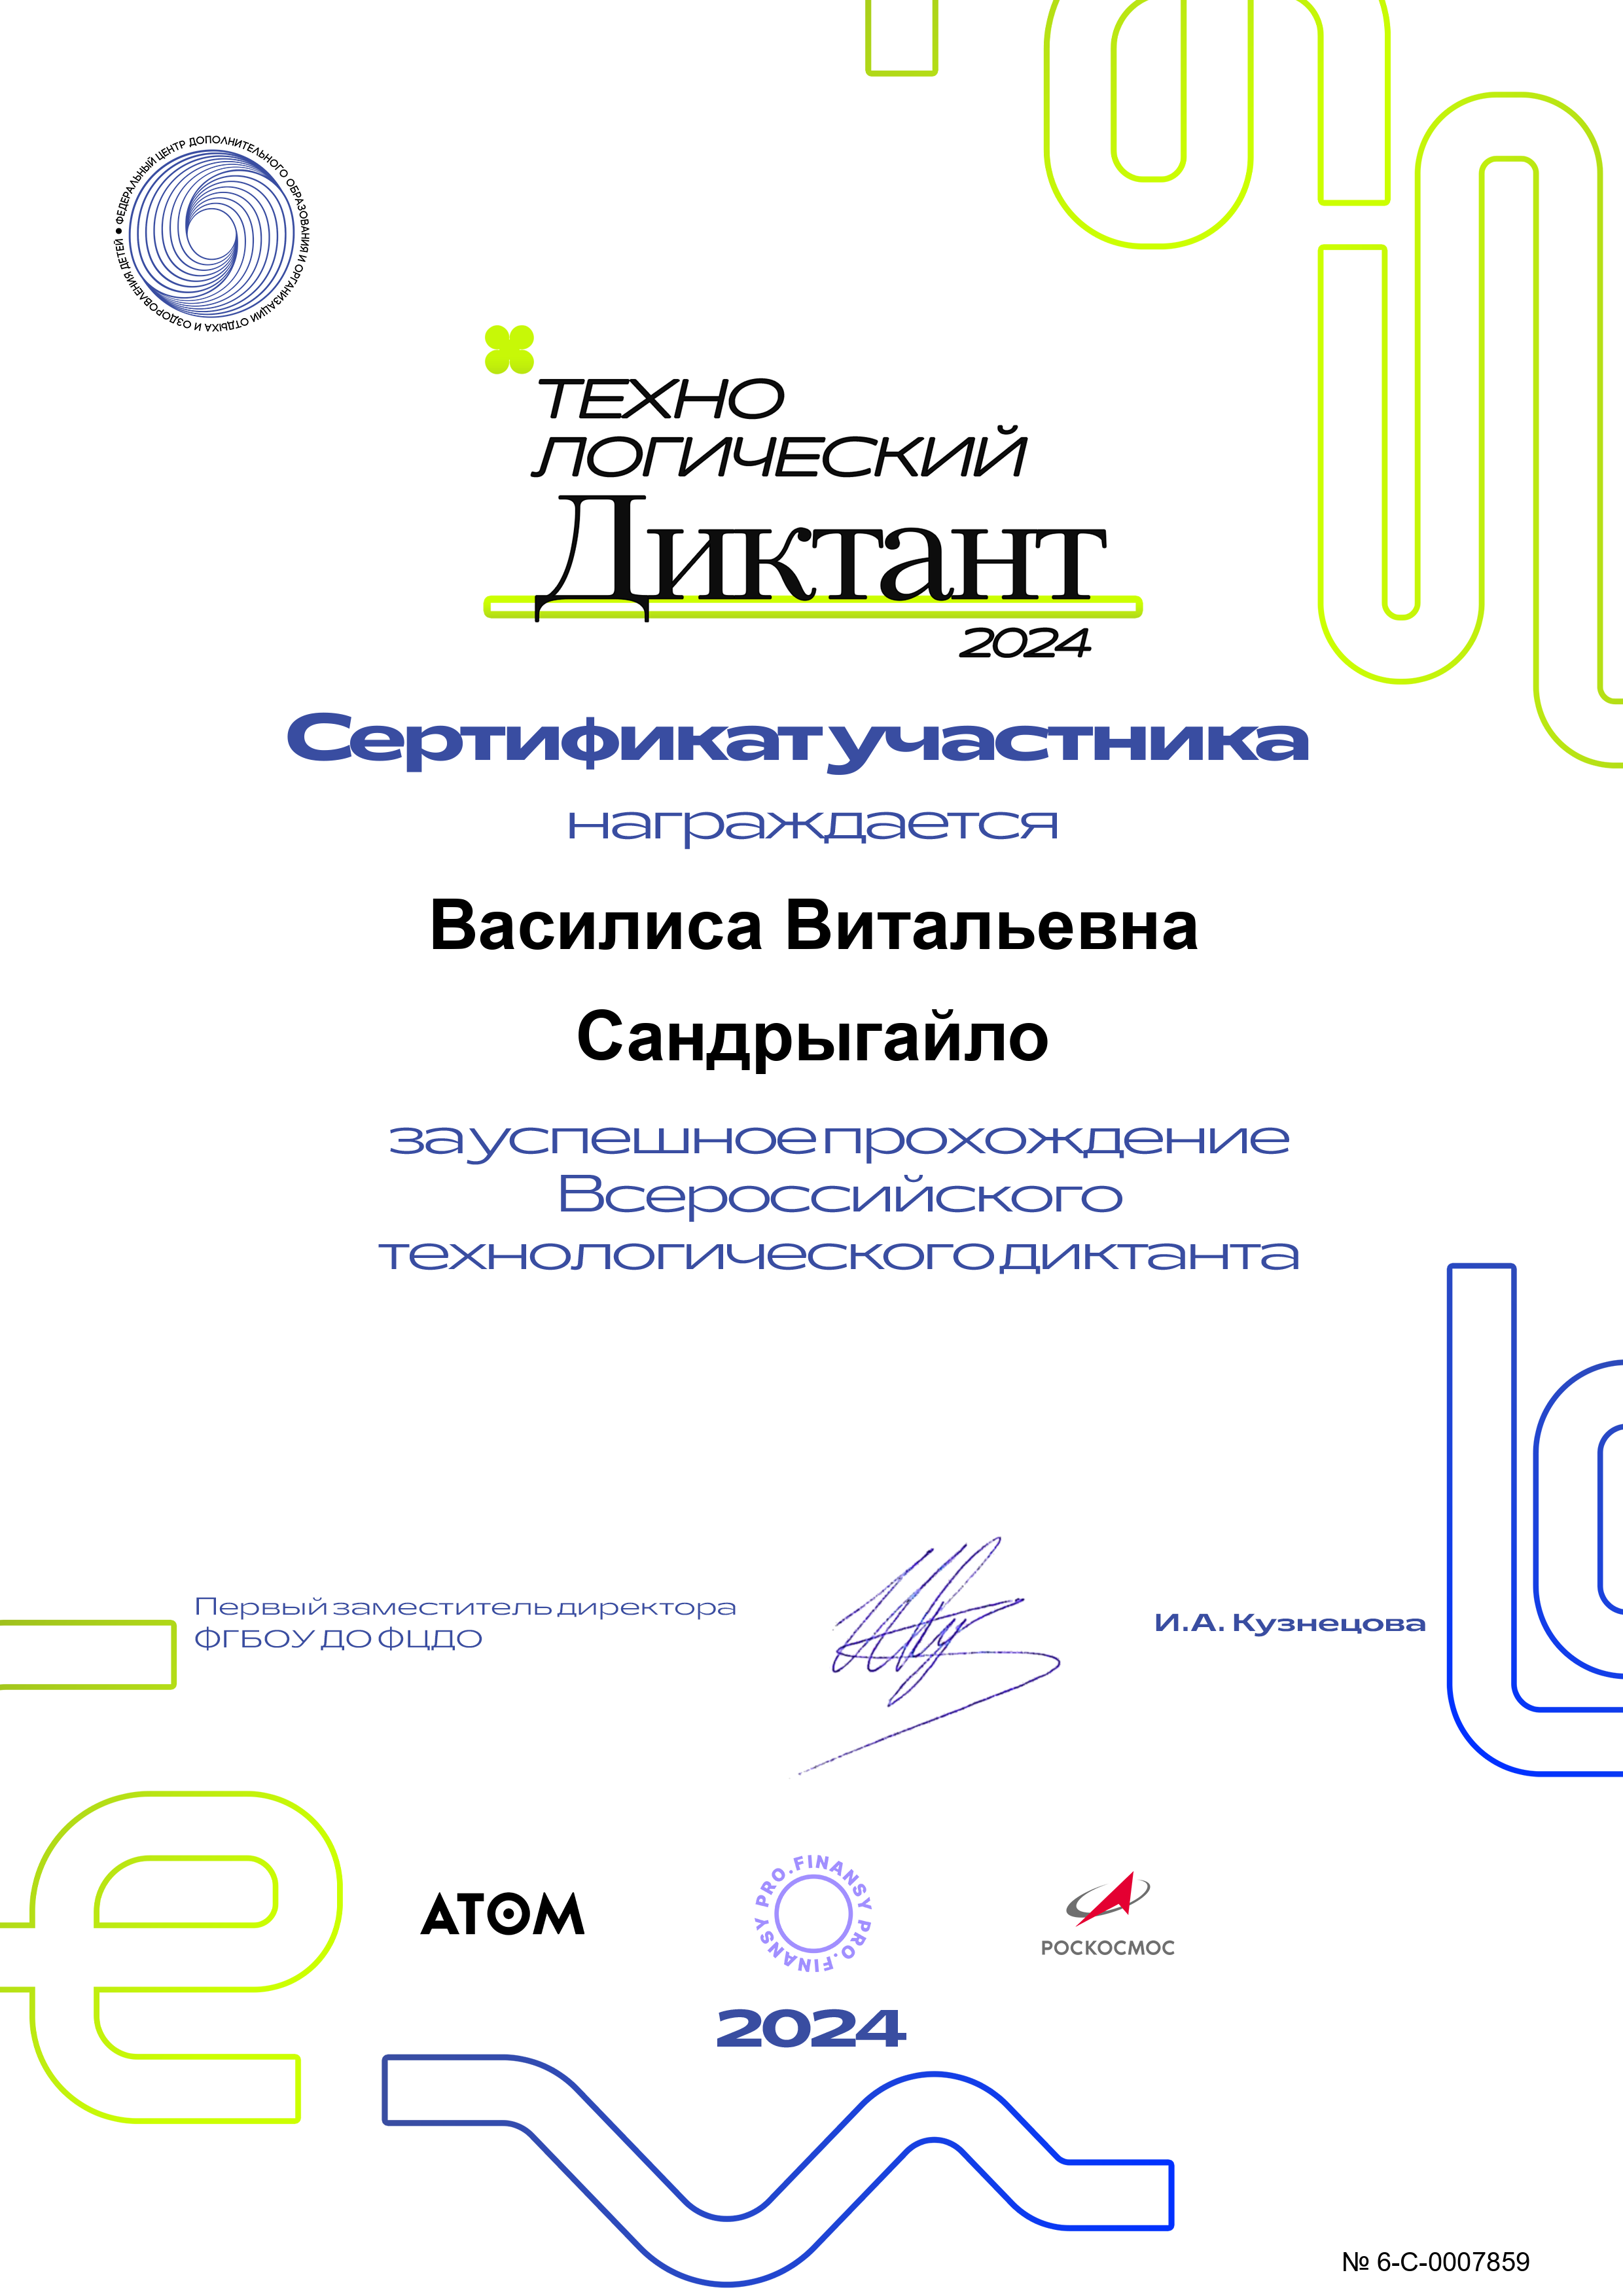 ФЕДЕРАЛЬНЫЙ ЦЕНТР ДОПОЛНИТЕЛЬНОГО ОБРАЗОВАНИЯ И ОРГАНИЗАЦИИ ОТДЫХА И ОЗДОРОВЛЕНИЯ ДЕТЕЙ •
ТЕХНО
ЛОГИЧЕСКИЙ
Диктант
2024
Сертификат участника
награждается
Василиса Витальевна
Сандрыгайло
за успешное прохождение
Всероссийского
технологического диктанта
Первый заместитель директора
ФГБОУ ДО ФЦДО
И.А. Кузнецова
АТОМ
PRO.FINANSY PRO.FINANSY
РОСКОСМОС
2024
№ 6-С-0007859